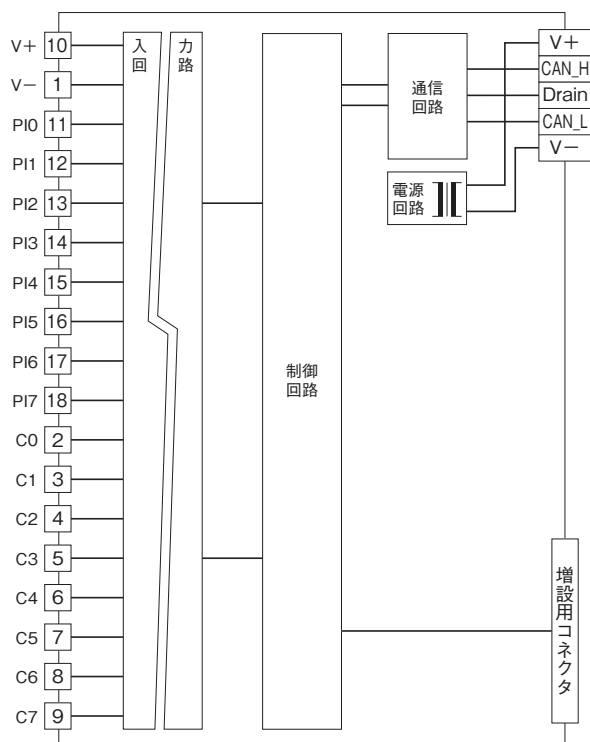 V+ 10
V− 1
PI0 11
PI1 12
PI2 13
PI3 14
PI4 15
PI5 16
PI6 17
PI7 18
C0 2
C1 3
C2 4
C3 5
C4 6
C5 7
C6 8
C7 9
入力
回路
制御
回路
通信
回路
電源
回路
V+
CAN_H
Drain
CAN_L
V−
増設用コネクタ